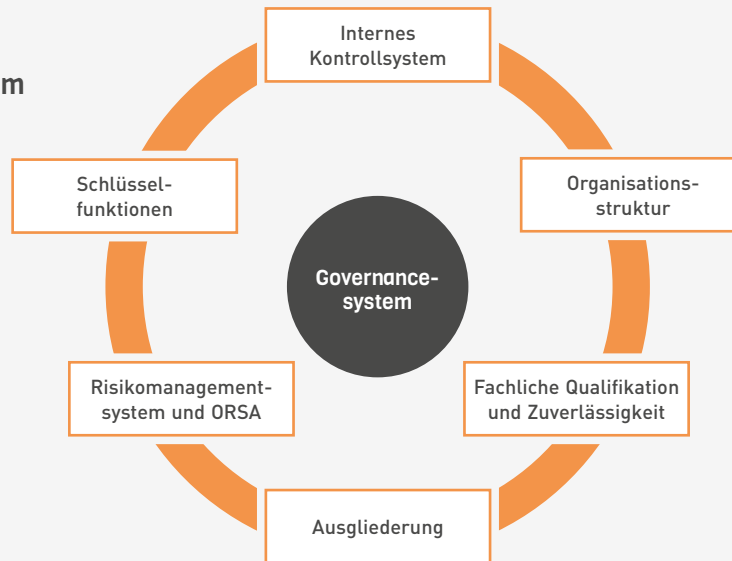 m
Internes
Kontrollsystem
Schlüssel-
funktionen
Organisations-
struktur
Governance-
system
Risikomanagement-
system und ORSA
Fachliche Qualifikation
und Zuverlässigkeit
Ausgliederung